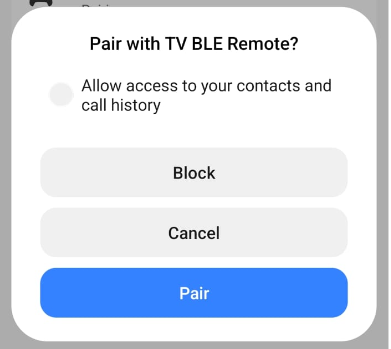 Pair with TV BLE Remote?
Allow access to your contacts and
call history
Block
Cancel
Pair